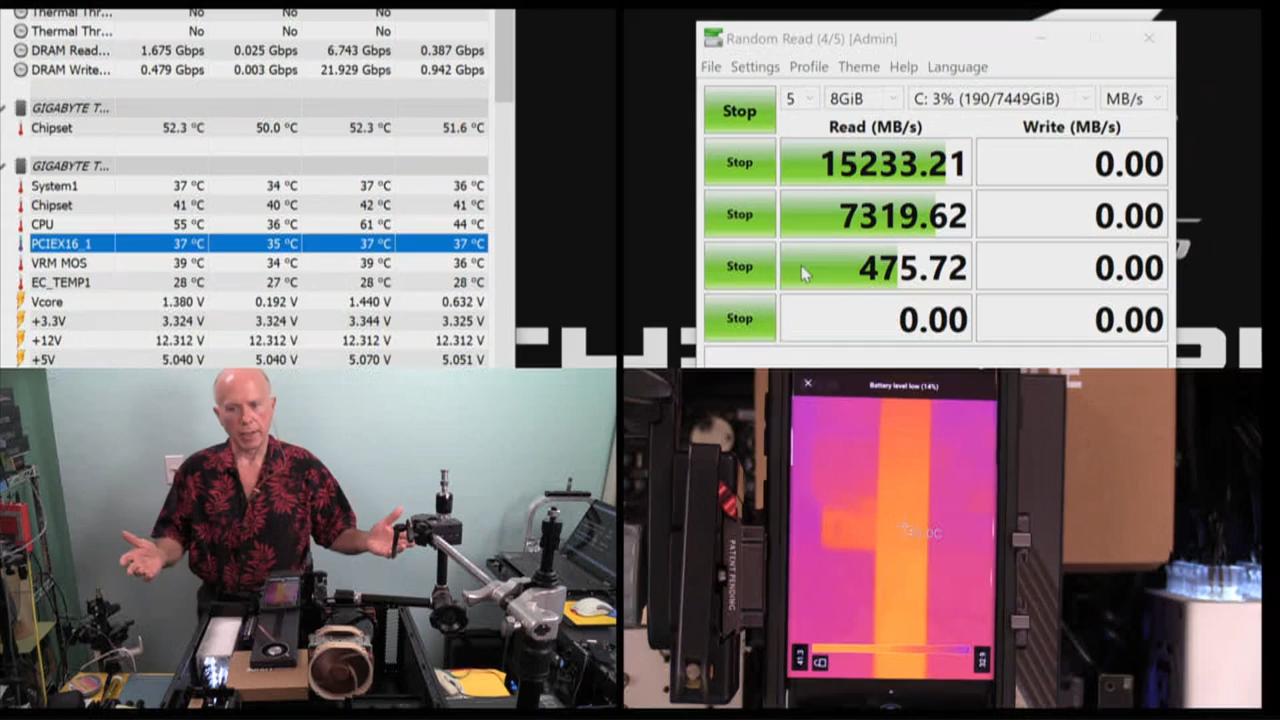 Thermal Thr... No No No
Thermal Thr... No No No
DRAM Read... 1.675 Gbps 0.025 Gbps 6.743 Gbps 0.387 Gbps
DRAM Write... 0.479 Gbps 0.003 Gbps 21.929 Gbps 0.942 Gbps
GIGABYTE T...
Chipset 52.3 °C 50.0 °C 52.3 °C 51.6 °C
GIGABYTE T...
System1 37 °C 34 °C 37 °C 36 °C
Chipset 41 °C 40 °C 42 °C 41 °C
CPU 55 °C 36 °C 61 °C 44 °C
PCIEX16_1 37 °C 35 °C 37 °C 37 °C
VRM MOS 39 °C 34 °C 39 °C 36 °C
EC_TEMP1 28 °C 27 °C 28 °C 28 °C
Vcore 1.380 V 0.192 V 1.440 V 0.632 V
+3.3V 3.324 V 3.324 V 3.344 V 3.325 V
+12V 12.312 V 12.312 V 12.312 V 12.312 V
+5V 5.040 V 5.040 V 5.070 V 5.051 V
Random Read (4/5) [Admin]
File Settings Profile Theme Help Language
Stop 5 8GiB C: 3% (190/7449GiB) MB/s
Read (MB/s) Write (MB/s)
Stop 15233.21 0.00
Stop 7319.62 0.00
Stop 475.72 0.00
Stop 0.00 0.00
Battery level low (14%)
PATENT PENDING
41.3
32.9